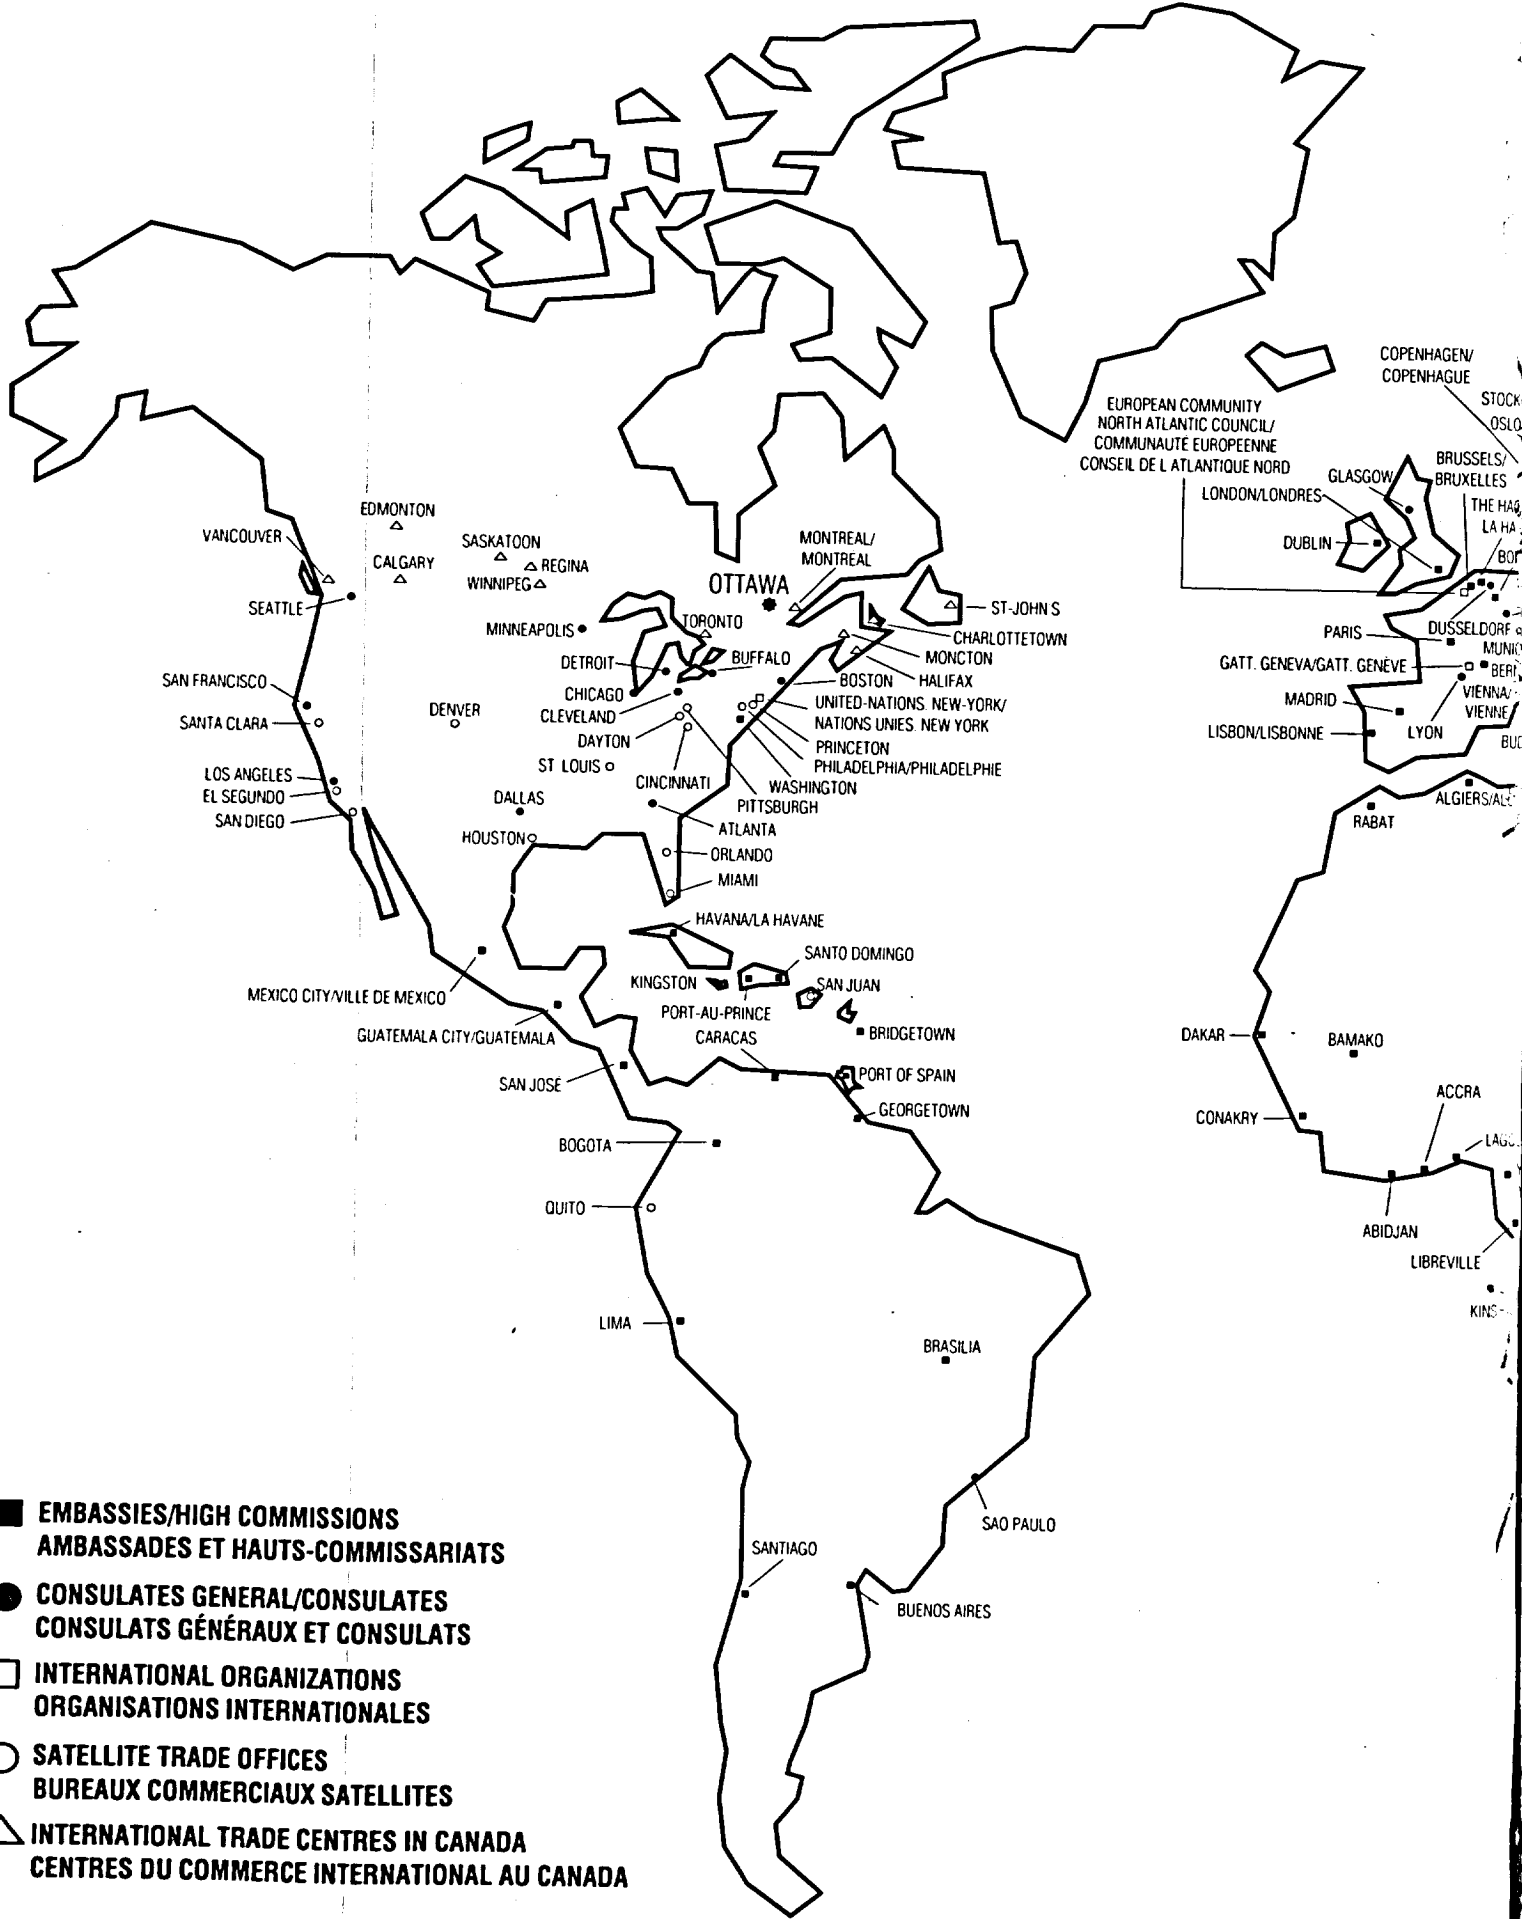 COPENHAGEN/
COPENHAGUE
EUROPEAN COMMUNITY
NORTH ATLANTIC COUNCIL/
COMMUNAUTÉ EUROPEENNE
CONSEIL DE L ATLANTIQUE NORD
BRUSSELS/
BRUXELLES
GLASGOW
LONDON/LONDRES
DUBLIN
PARIS
DUSSELDORF
GATT. GENEVA/GATT. GENÈVE
MADRID
VIENNA/
VIENNE
LISBON/LISBONNE
LYON
RABAT
EDMONTON
VANCOUVER
SASKATOON
CALGARY
REGINA
WINNIPEG
MONTREAL/
MONTREAL
OTTAWA
SEATTLE
ST-JOHN S
MINNEAPOLIS
TORONTO
CHARLOTTETOWN
DETROIT
BUFFALO
MONCTON
SAN FRANCISCO
CHICAGO
BOSTON
HALIFAX
SANTA CLARA
DENVER
CLEVELAND
UNITED-NATIONS. NEW-YORK/
NATIONS UNIES. NEW YORK
DAYTON
PRINCETON
ST LOUIS
PHILADELPHIA/PHILADELPHIE
LOS ANGELES
CINCINNATI
WASHINGTON
EL SEGUNDO
DALLAS
PITTSBURGH
SAN DIEGO
ATLANTA
HOUSTON
ORLANDO
MIAMI
HAVANA/LA HAVANE
SANTO DOMINGO
KINGSTON
SAN JUAN
MEXICO CITY/VILLE DE MEXICO
PORT-AU-PRINCE
GUATEMALA CITY/GUATEMALA
CARACAS
BRIDGETOWN
SAN JOSÉ
PORT OF SPAIN
GEORGETOWN
BOGOTA
QUITO
LIMA
BRASILIA
SAO PAULO
SANTIAGO
BUENOS AIRES
DAKAR
BAMAKO
ACCRA
CONAKRY
ABIDJAN
LIBREVILLE
EMBASSIES/HIGH COMMISSIONS
AMBASSADES ET HAUTS-COMMISSARIATS
CONSULATES GENERAL/CONSULATES
CONSULATS GÉNÉRAUX ET CONSULATS
INTERNATIONAL ORGANIZATIONS
ORGANISATIONS INTERNATIONALES
SATELLITE TRADE OFFICES
BUREAUX COMMERCIAUX SATELLITES
INTERNATIONAL TRADE CENTRES IN CANADA
CENTRES DU COMMERCE INTERNATIONAL AU CANADA